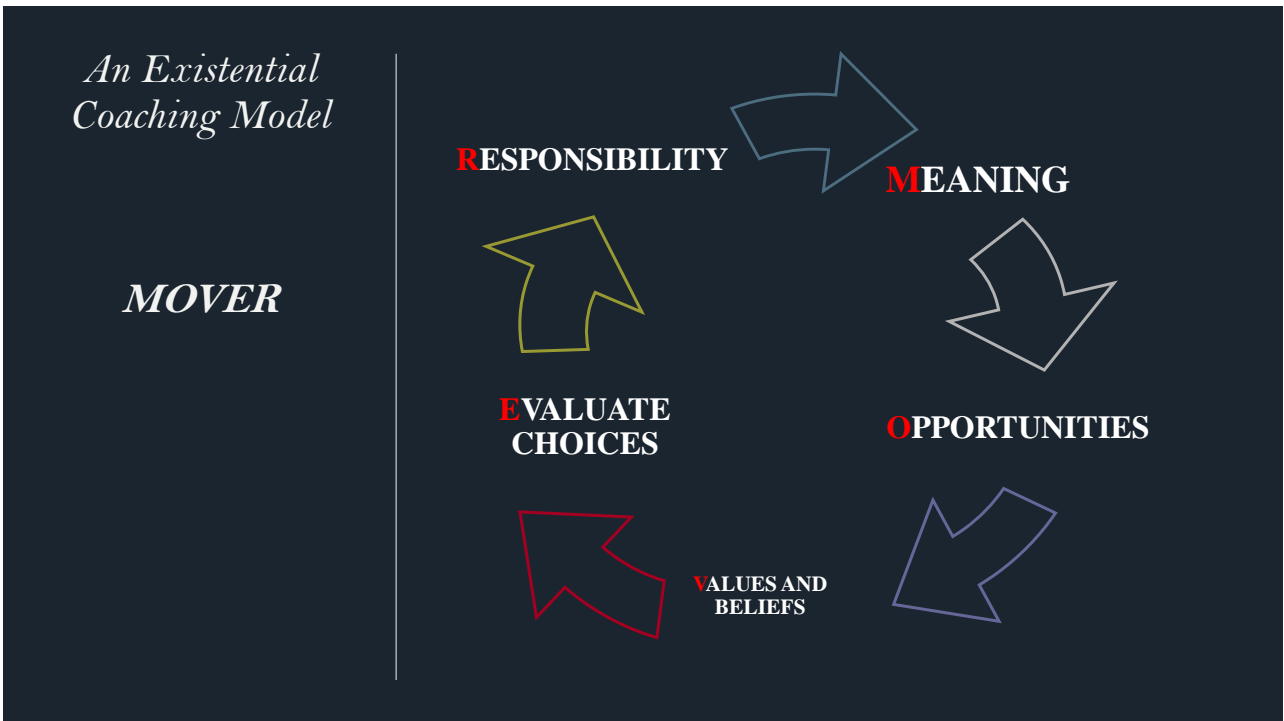 An Existential
Coaching Model
MOVER
RESPONSIBILITY
MEANING
OPPORTUNITIES
VALUES AND
BELIEFS
EVALUATE
CHOICES